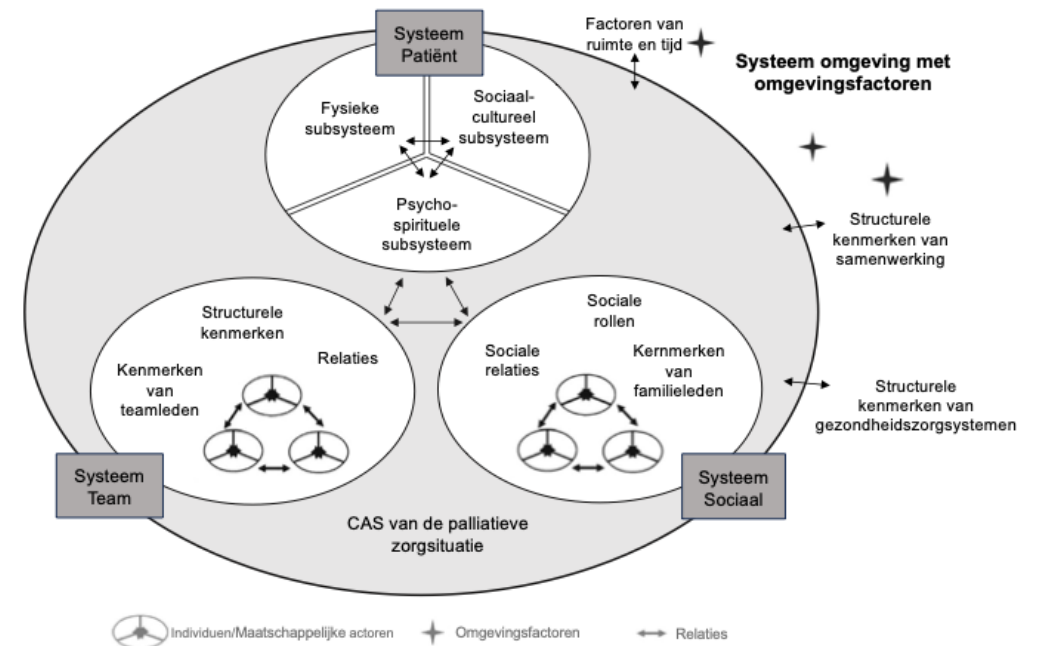 Systeem
Patiënt
Factoren van
ruimte en tijd
Systeem omgeving met
omgevingsfactoren
Fysieke
subsysteem
Sociaal-
cultureel
subsysteem
Psycho-
spirituele
subsysteem
Structurele
kenmerken van
samenwerking
Structurele
kenmerken
Relaties
Kenmerken
van
teamleden
Sociale
rollen
Sociale
relaties
Kernmerken
van
familieleden
Structurele
kenmerken van
gezondheidszorgsystemen
Systeem
Team
Systeem
Sociaal
CAS van de palliatieve
zorgsituatie
Individuen/Maatschappelijke actoren
Omgevingsfactoren
Relaties